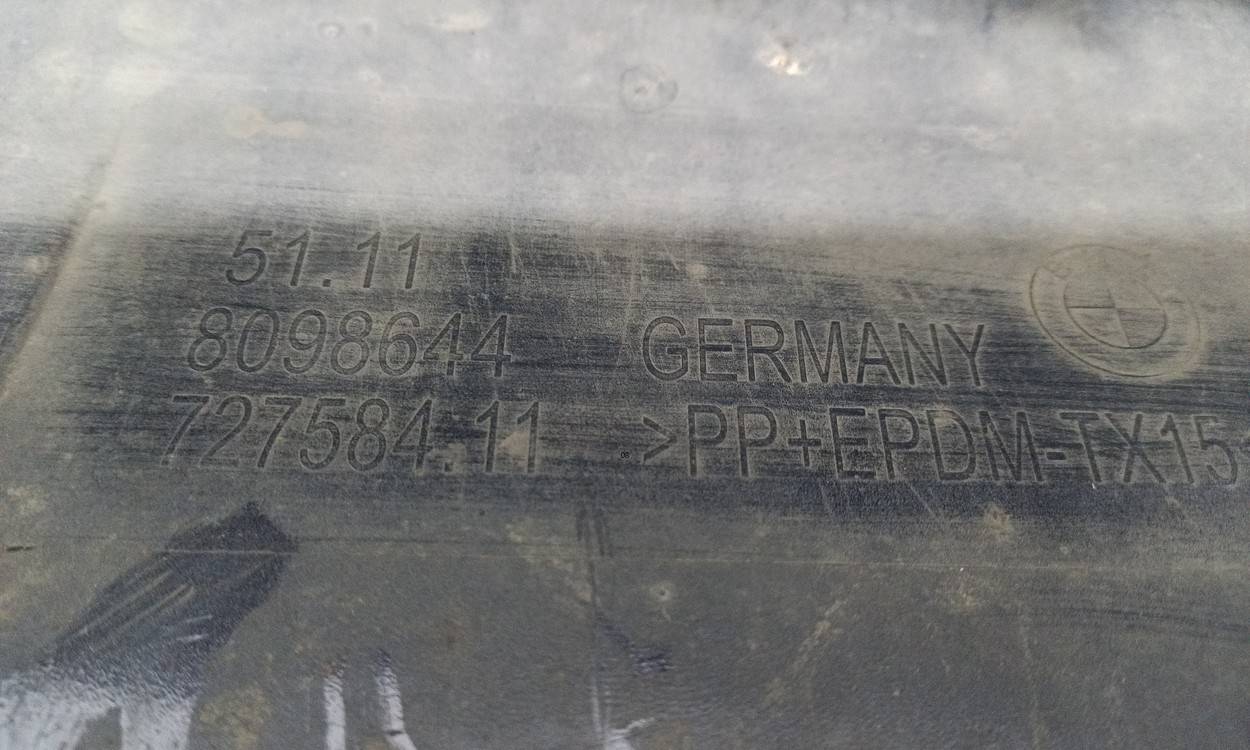 51.11
8098644 GERMANY
727584.11 >PP+EPDM-TX15<